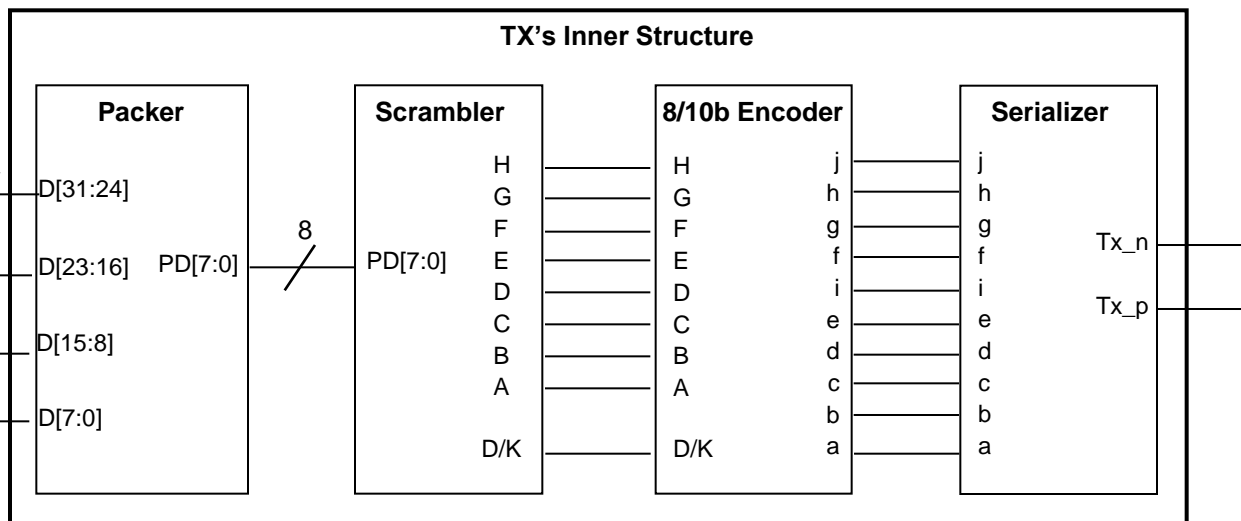 TX's Inner Structure
Packer
D[31:24]
D[23:16]
PD[7:0]
D[15:8]
D[7:0]
8
Scrambler
PD[7:0]
H
G
F
E
D
C
B
A
D/K
8/10b Encoder
H
G
F
E
D
C
B
A
D/K
j
h
g
f
i
e
d
c
b
a
Serializer
j
h
g
f
i
e
d
c
b
a
Tx_n
Tx_p